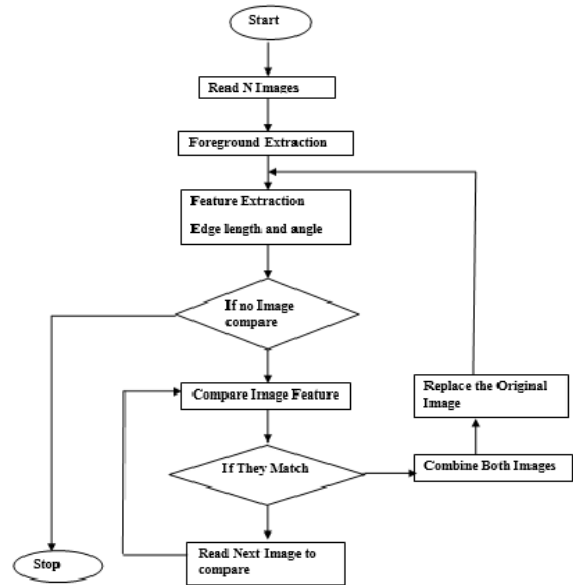 Start
Read N Images
Foreground Extraction
Feature Extraction
Edge length and angle
If no Image
compare
Compare Image Feature
Replace the Original
Image
If They Match
Combine Both Images
Read Next Image to
compare
Stop